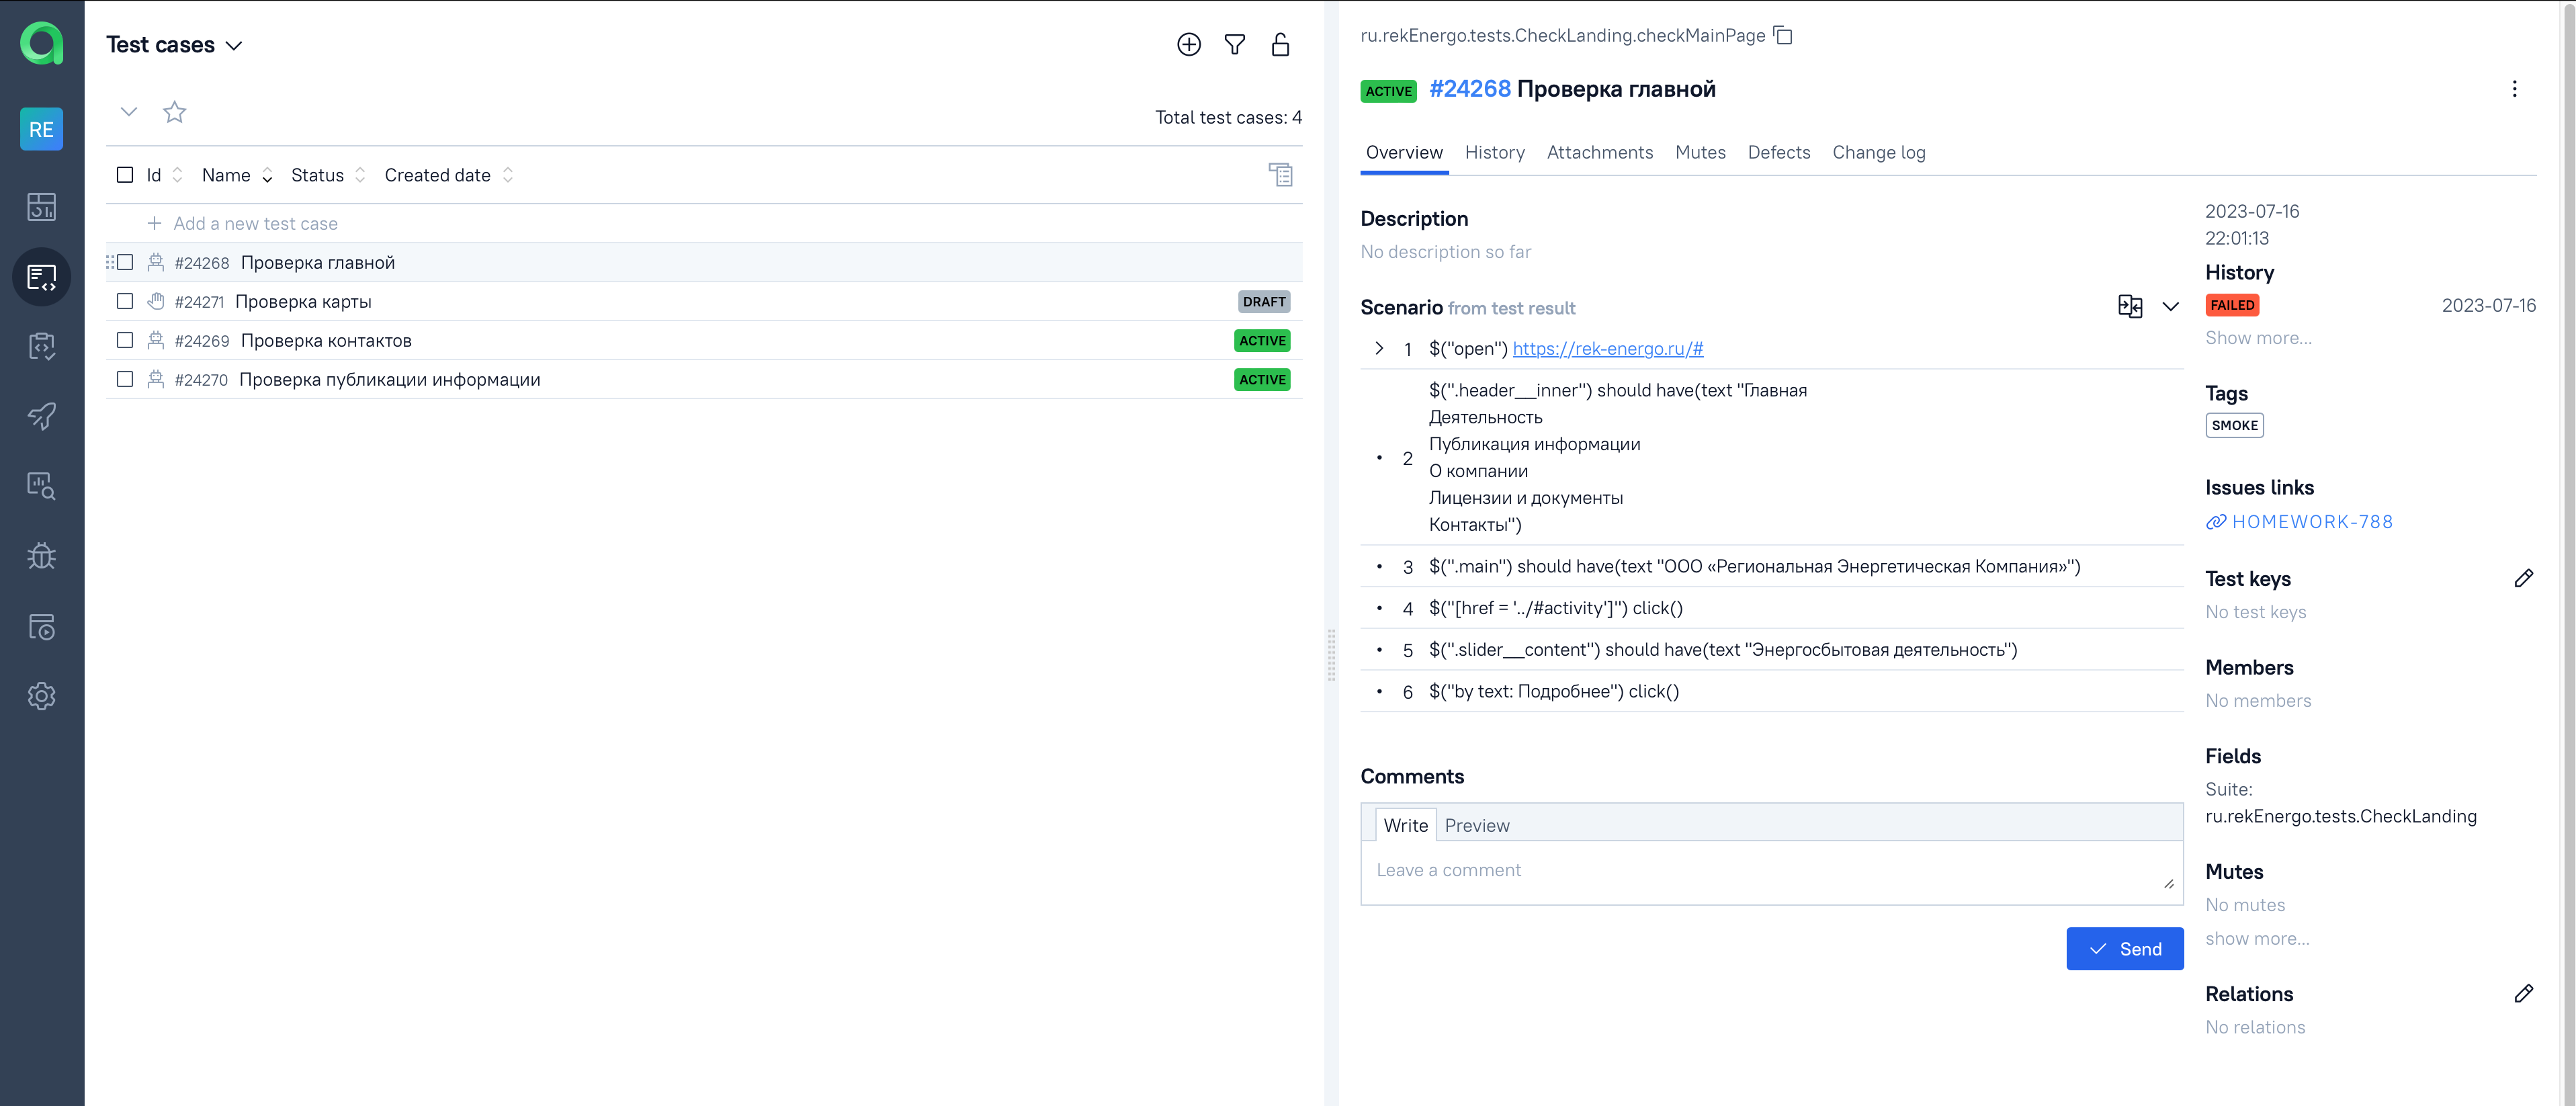 RE
Test cases
Total test cases: 4
Id Name Status Created date
Add a new test case
#24268 Проверка главной
#24271 Проверка карты DRAFT
#24269 Проверка контактов ACTIVE
#24270 Проверка публикации информации ACTIVE
ru.rekEnergo.tests.CheckLanding.checkMainPage
ACTIVE #24268 Проверка главной
Overview History Attachments Mutes Defects Change log
Description
No description so far
Scenario from test result
1 $("open") https://rek-energo.ru/#
2 $(".header__inner") should have(text "Главная
Деятельность
Публикация информации
О компании
Лицензии и документы
Контакты")
3 $(".main") should have(text "ООО «Региональная Энергетическая Компания»")
4 $("[href = '../#activity']") click()
5 $(".slider__content") should have(text "Энергосбытовая деятельность")
6 $("by text: Подробнее") click()
Comments
Write Preview
Leave a comment
Send
2023-07-16
22:01:13
History
FAILED 2023-07-16
Show more...
Tags
SMOKE
Issues links
HOMEWORK-788
Test keys
No test keys
Members
No members
Fields
Suite:
ru.rekEnergo.tests.CheckLanding
Mutes
No mutes
show more...
Relations
No relations